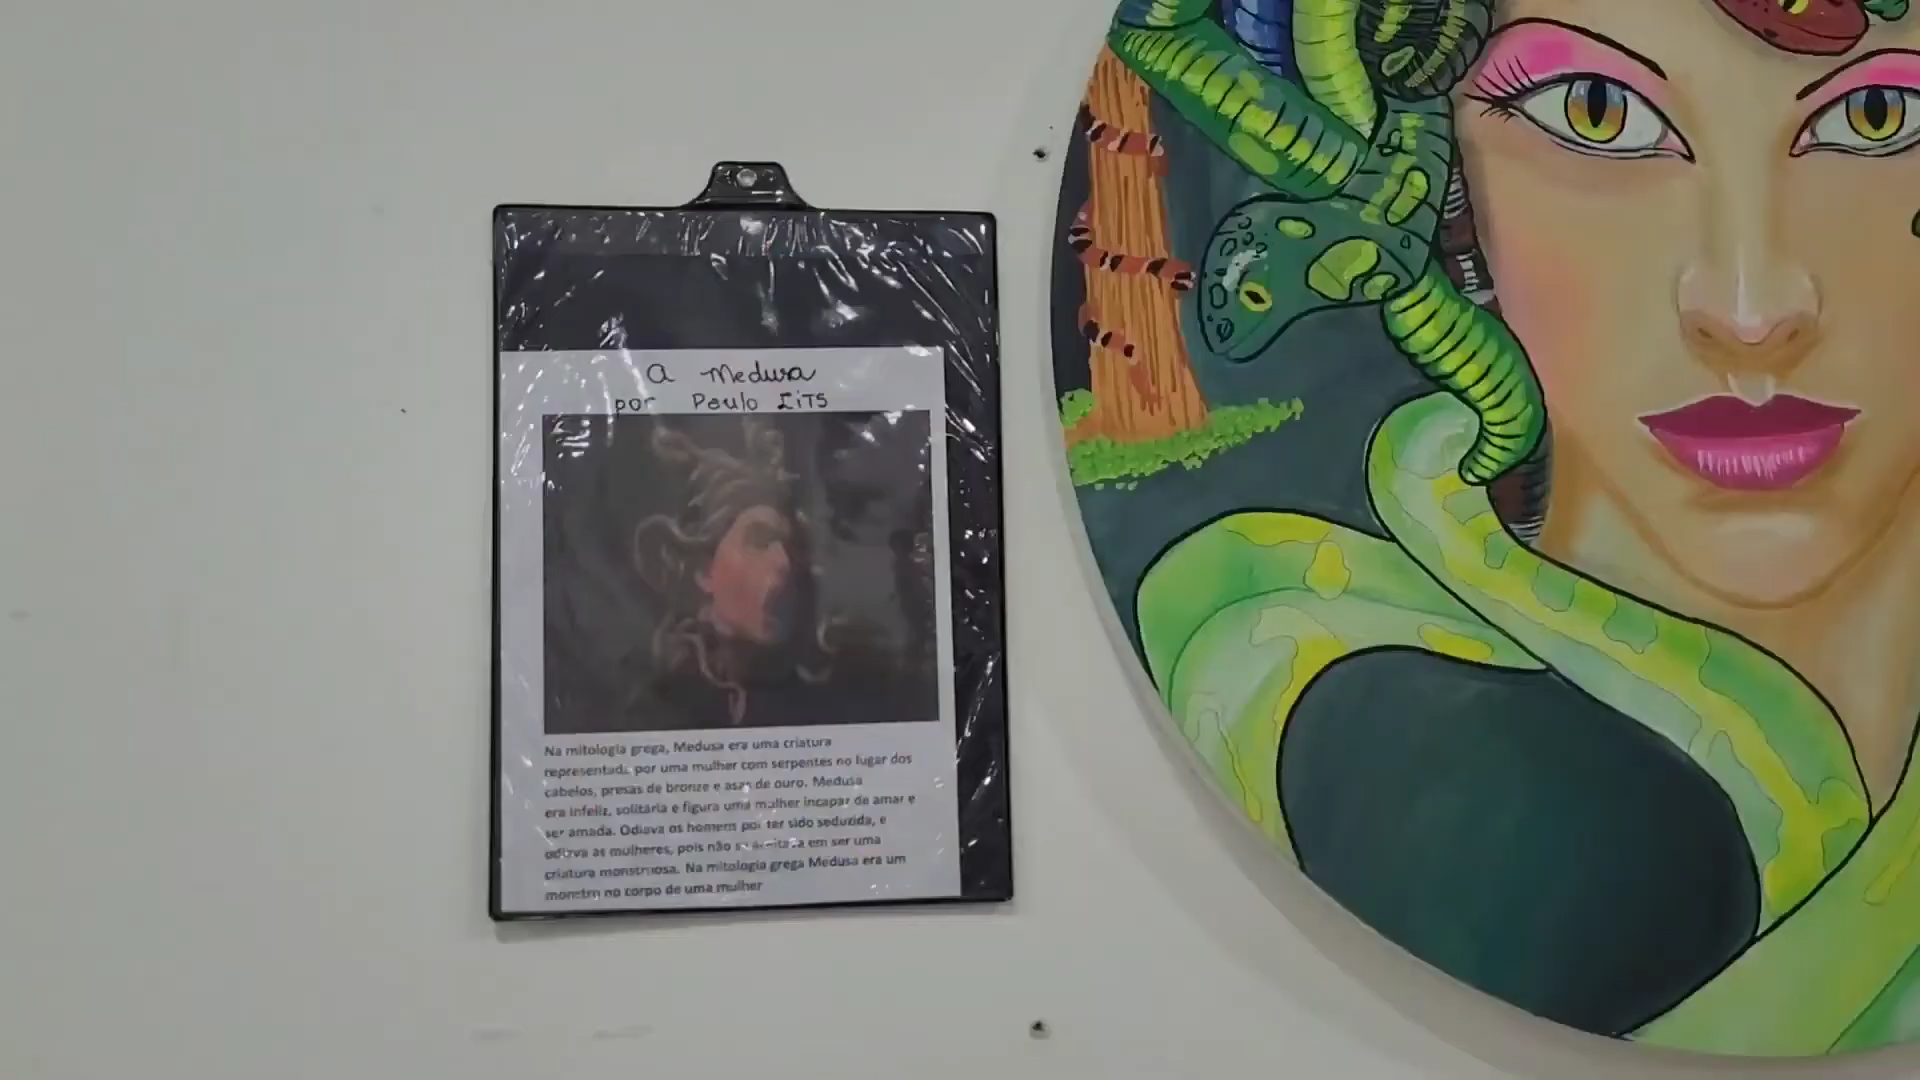 a Medusa
por Paulo LiTS
Na mitologia grega, Medusa era uma criatura
representada por uma mulher com serpentes no lugar dos
cabelos, presas de bronze e asas de ouro. Medusa
era infeliz, solitária e figura uma mulher incapaz de amar e
ser amada. Odiava os homens por ter sido seduzida, e
odiava as mulheres, pois não se aceitava em ser uma
criatura monstruosa. Na mitologia grega Medusa era um
monstro no corpo de uma mulher